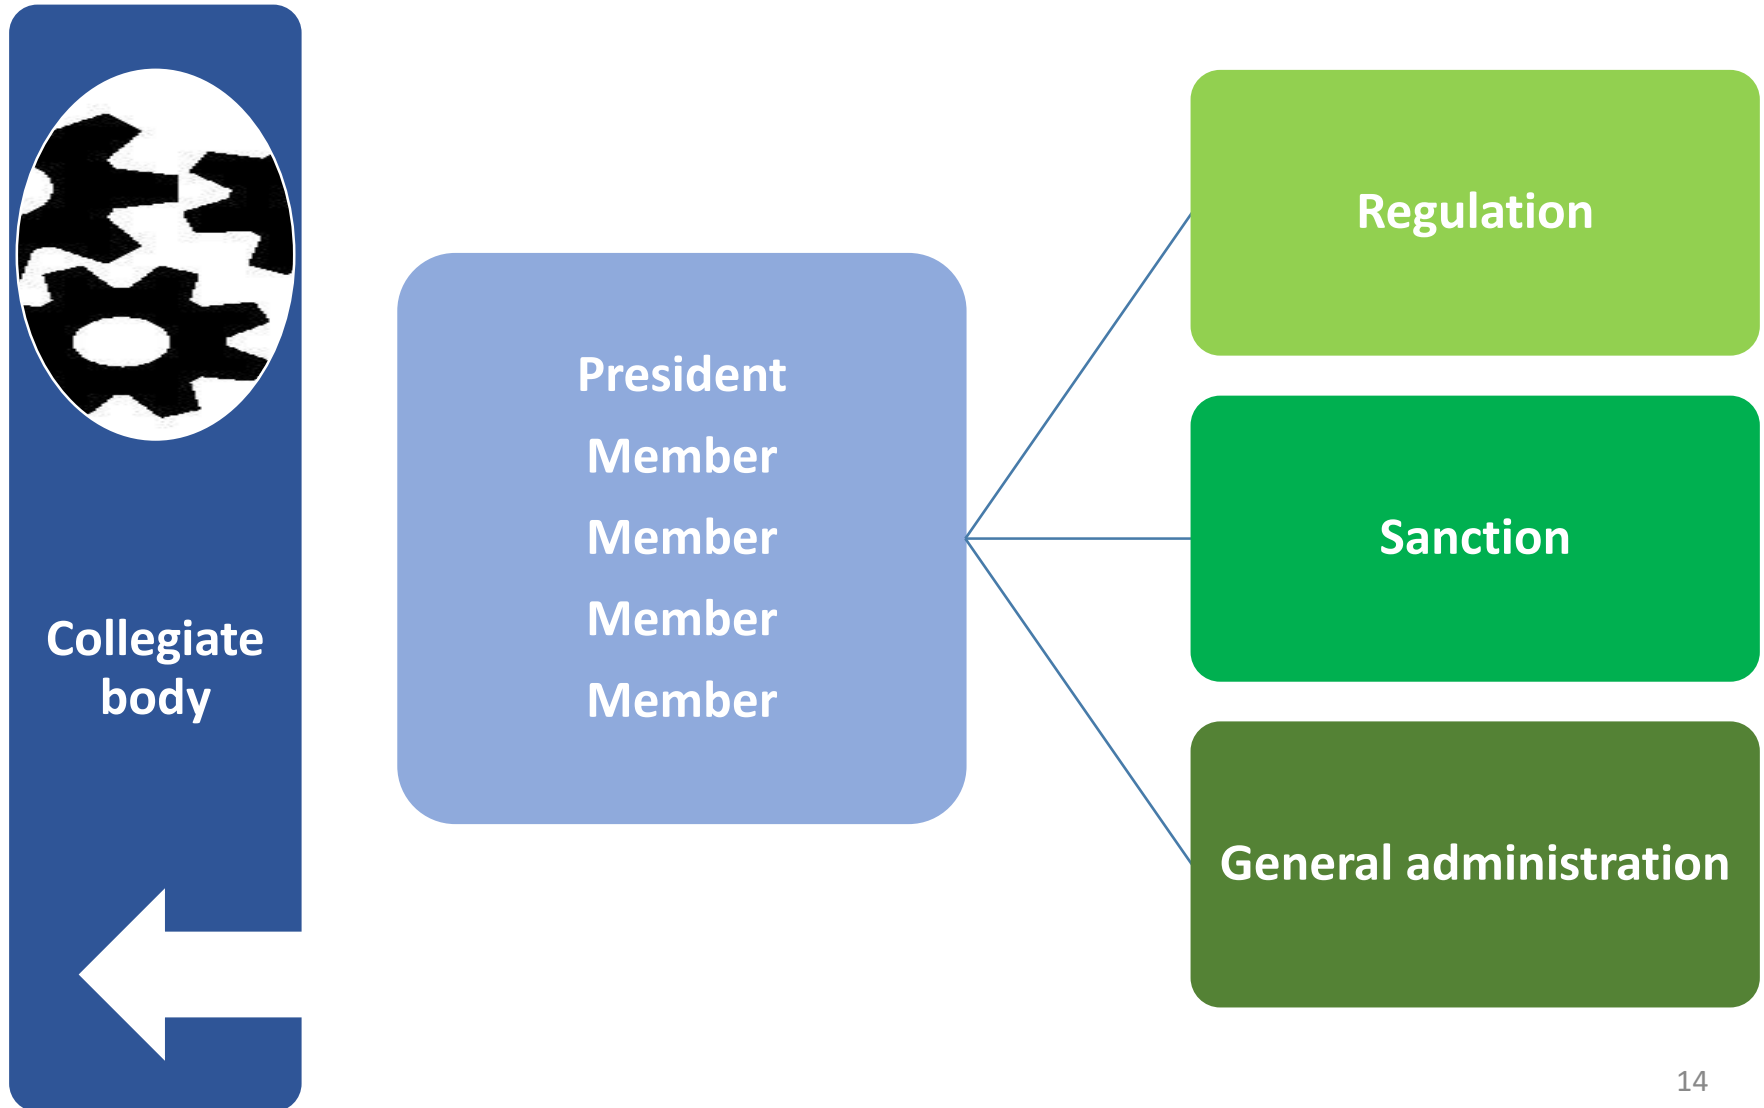 Collegiate
body
President
Member
Member
Member
Member
Regulation
Sanction
General administration
14